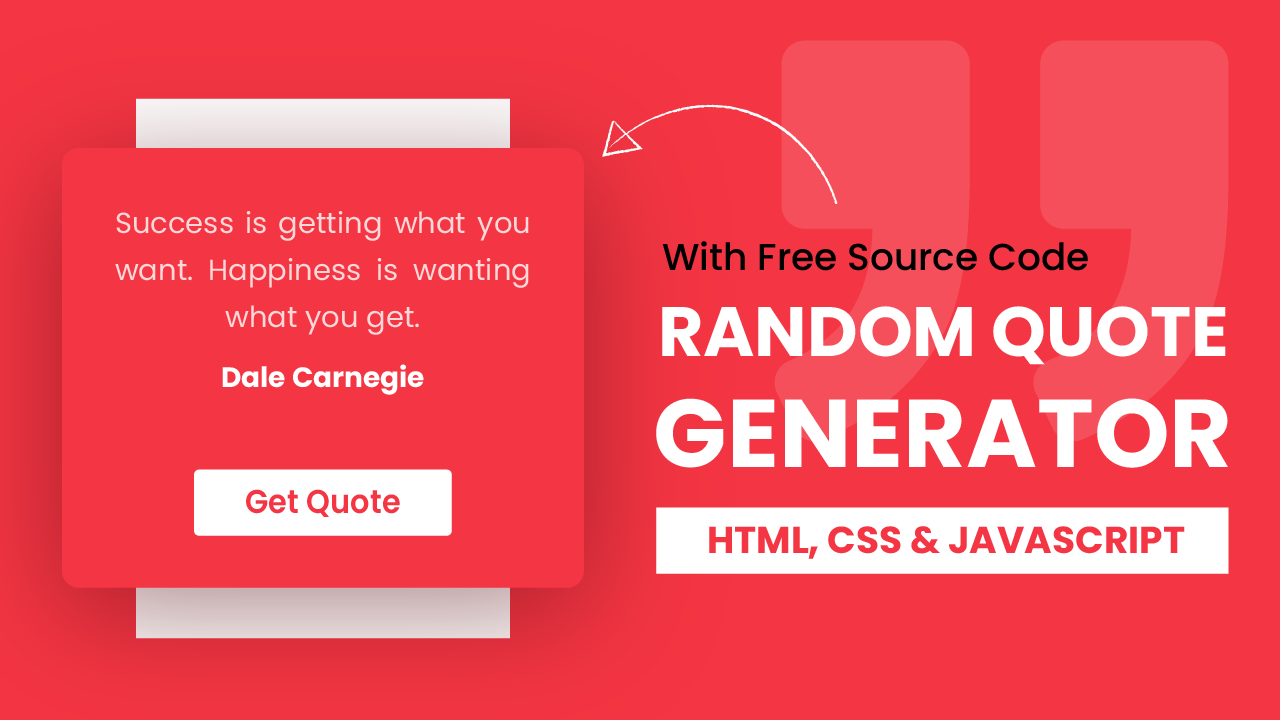 Success is getting what you
want. Happiness is wanting
what you get.
Dale Carnegie
Get Quote
With Free Source Code
RANDOM QUOTE
GENERATOR
HTML, CSS & JAVASCRIPT